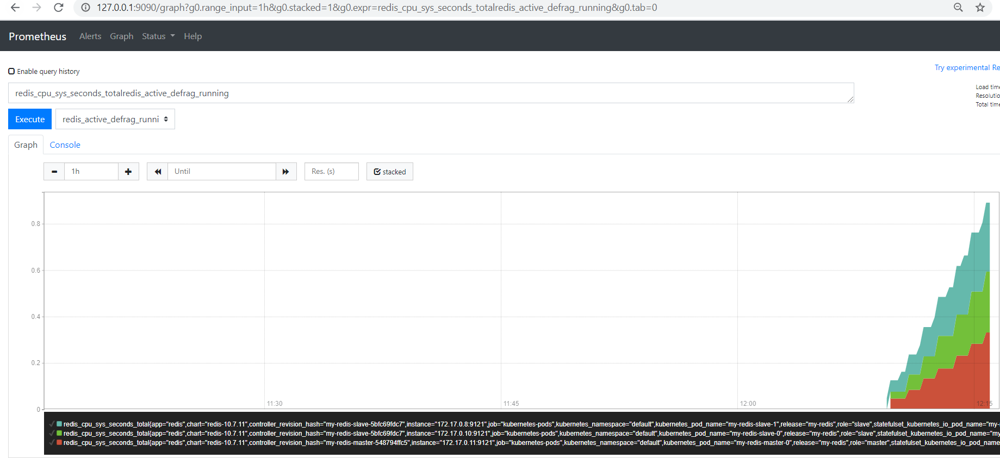 127.0.0.1:9090/graph?g0.range_input=1h&g0.stacked=1&g0.expr=redis_cpu_sys_seconds_totalredis_active_defrag_running&g0.tab=0
Prometheus Alerts Graph Status Help
Enable query history
Try experimental Re
redis_cpu_sys_seconds_totalredis_active_defrag_running
Load time
Resolutio
Total time
Execute redis_active_defrag_runni
Graph Console
1h Until Res. (s) stacked
0.8
0.6
0.4
0.2
0
11:30 11:45 12:00 12:15
redis_cpu_sys_seconds_total{app="redis",chart="redis-10.7.11",controller_revision_hash="my-redis-slave-5bfc69fdc7",instance="172.17.0.8:9121",job="kubernetes-pods",kubernetes_namespace="default",kubernetes_pod_name="my-redis-slave-1",release="my-redis",role="slave",statefulset_kubernetes_io_pod_name="my-r
redis_cpu_sys_seconds_total{app="redis",chart="redis-10.7.11",controller_revision_hash="my-redis-slave-5bfc69fdc7",instance="172.17.0.10:9121",job="kubernetes-pods",kubernetes_namespace="default",kubernetes_pod_name="my-redis-slave-0",release="my-redis",role="slave",statefulset_kubernetes_io_pod_name="my-
redis_cpu_sys_seconds_total{app="redis",chart="redis-10.7.11",controller_revision_hash="my-redis-master-548794ffc5",instance="172.17.0.11:9121",job="kubernetes-pods",kubernetes_namespace="default",kubernetes_pod_name="my-redis-master-0",release="my-redis",role="master",statefulset_kubernetes_io_pod_name=